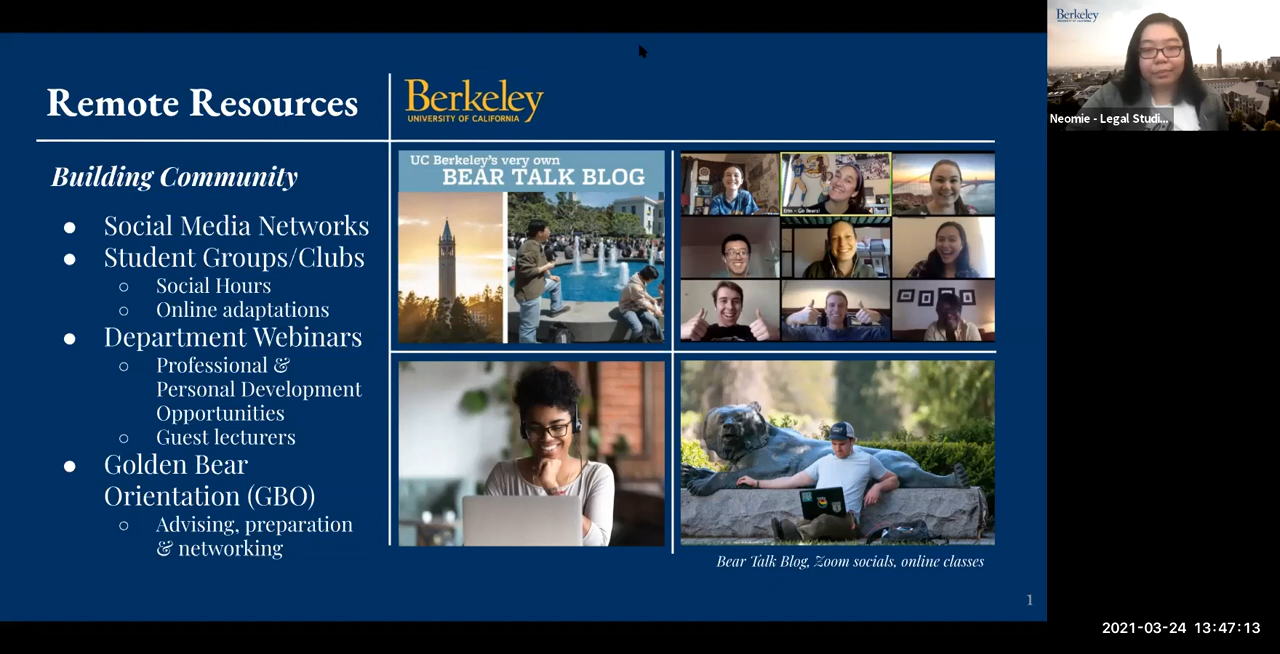 Remote Resources
Berkeley
UNIVERSITY OF CALIFORNIA
Building Community
● Social Media Networks
● Student Groups/Clubs
○ Social Hours
○ Online adaptations
● Department Webinars
○ Professional &
Personal Development
Opportunities
○ Guest lecturers
● Golden Bear
Orientation (GBO)
○ Advising, preparation
& networking
UC Berkeley's very own
BEAR TALK BLOG
Bear Talk Blog, Zoom socials, online classes
1
Berkeley
Neomie - Legal Studi...
2021-03-24 13:47:13